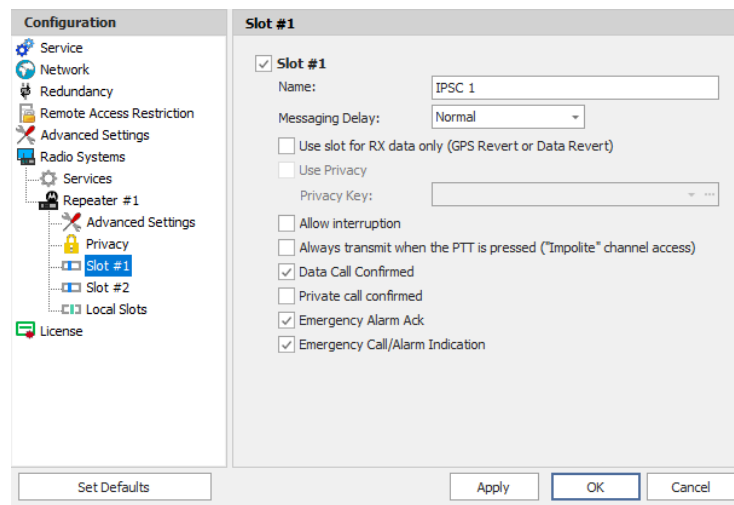 Configuration
Service
Network
Redundancy
Remote Access Restriction
Advanced Settings
Radio Systems
Services
Repeater #1
Advanced Settings
Privacy
Slot #1
Slot #2
Local Slots
License
Set Defaults
Slot #1
Slot #1
Name: IPSC 1
Messaging Delay: Normal
Use slot for RX data only (GPS Revert or Data Revert)
Use Privacy
Privacy Key:
Allow interruption
Always transmit when the PTT is pressed ("Impolite" channel access)
Data Call Confirmed
Private call confirmed
Emergency Alarm Ack
Emergency Call/Alarm Indication
Apply OK Cancel